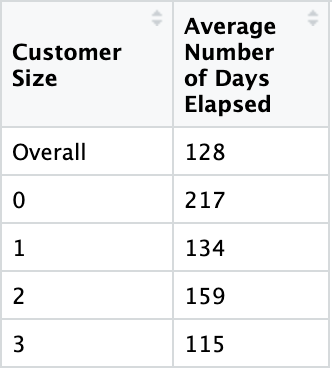 Customer Size
Average Number of Days Elapsed
Overall 128
0 217
1 134
2 159
3 115